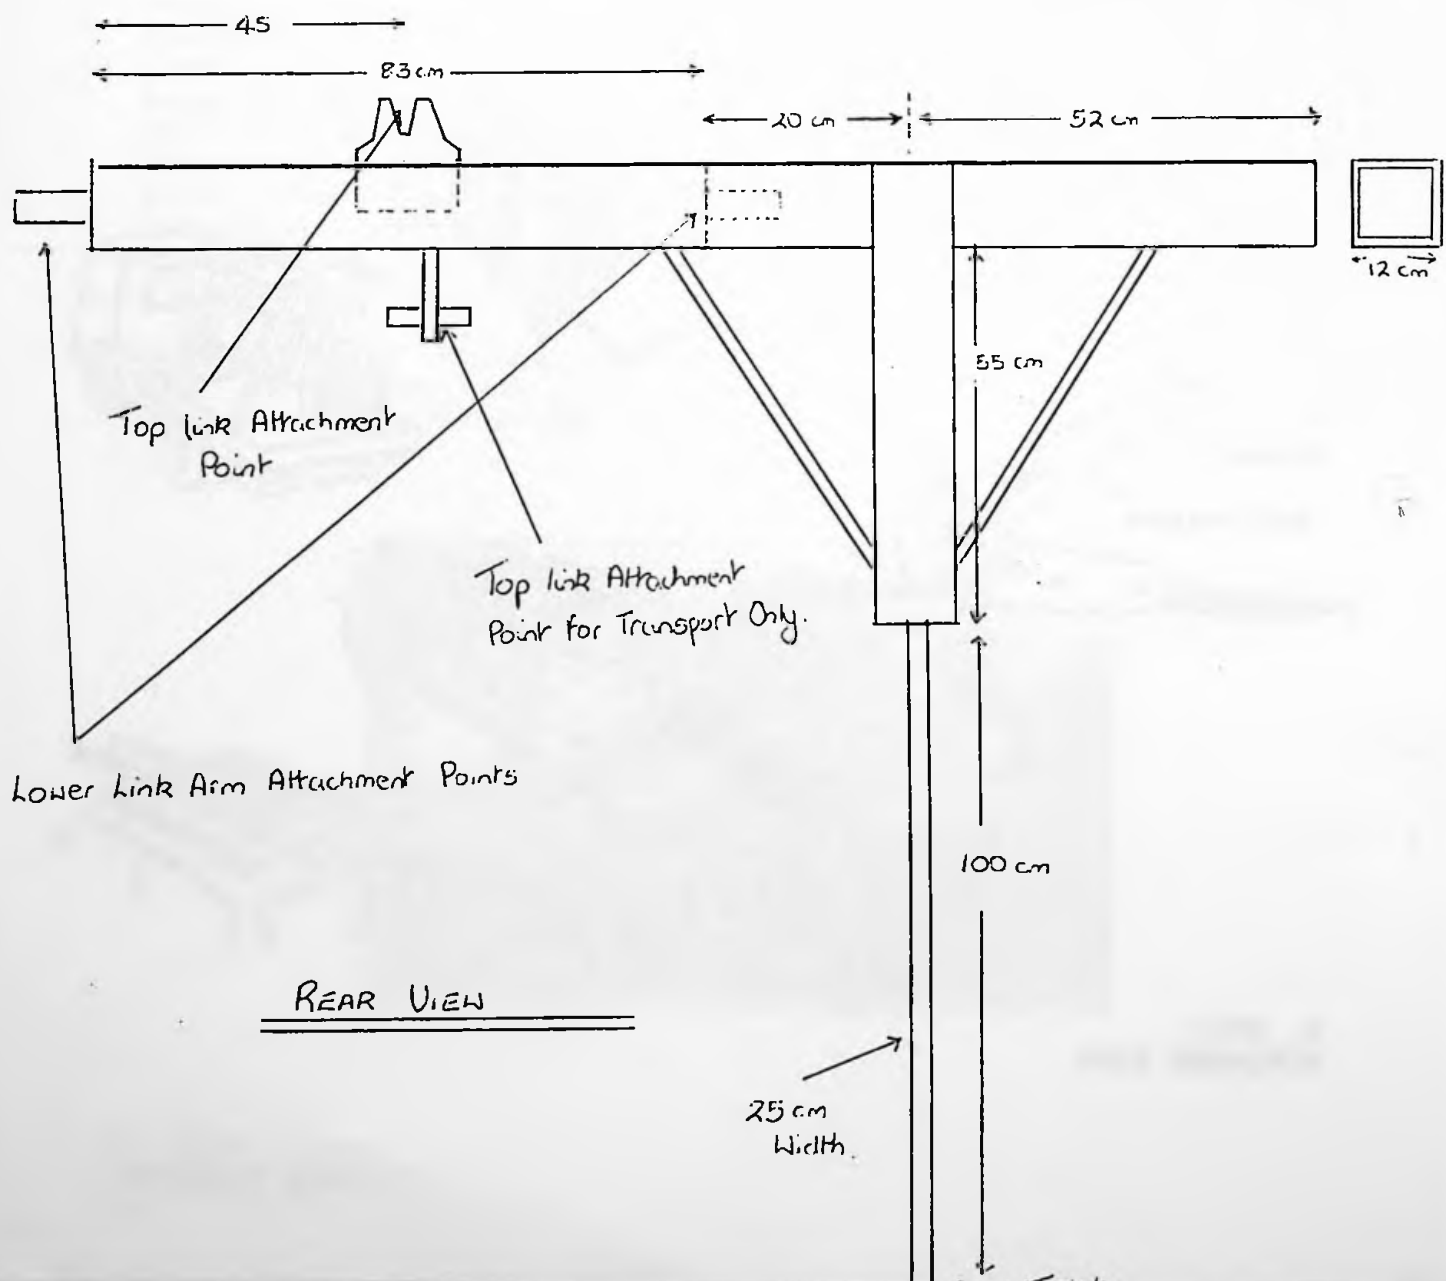 45
83 cm
20 cm
52 cm
12 cm
55 cm
Top link Attachment
Point
Top link Attachment
Point for Transport Only.
Lower Link Arm Attachment Points
100 cm
REAR VIEW
25 cm
Width.